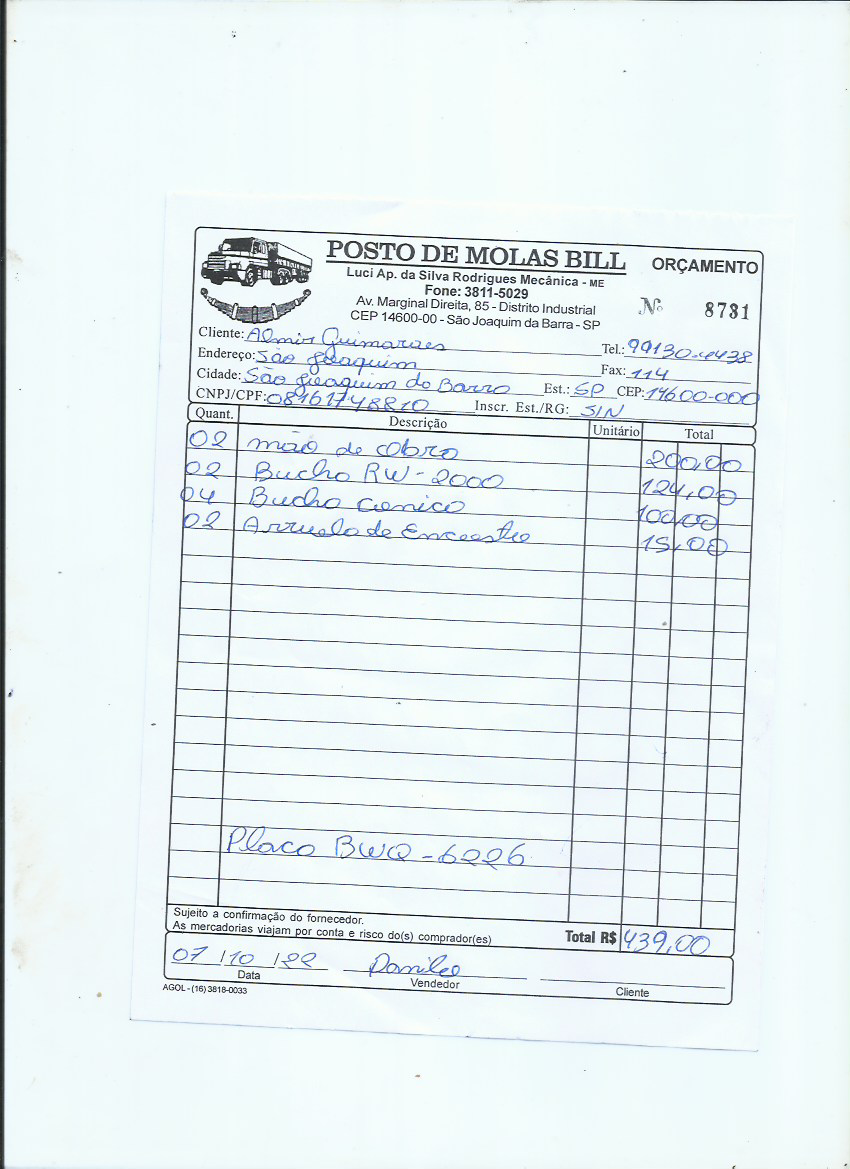 POSTO DE MOLAS BILL
ORÇAMENTO
Luci Ap. da Silva Rodrigues Mecânica - ME
Fone: 3811-5029
Av. Marginal Direita, 85 - Distrito Industrial
CEP 14600-00 - São Joaquim da Barra - SP
Nº 8731
Cliente: Almir Guimaraes Tel.: 99130-4438
Endereço: São Joaquim Fax: 114
Cidade: São Joaquim da Barra Est.: SP CEP: 14600-000
CNPJ/CPF: 08161748810 Inscr. Est./RG: S/N
Quant. Descrição Unitário Total
02 mão de obra 200,00
02 Bucha RW-2000 124,00
04 Bucha conica 100,00
02 Arruela de Encosto 15,00
Placa BWQ-6226
Sujeito a confirmação do fornecedor.
As mercadorias viajam por conta e risco do(s) comprador(es)
Total R$ 439,00
07/10/22 Danilo
Data Vendedor Cliente
AGOL - (16) 3818-0033